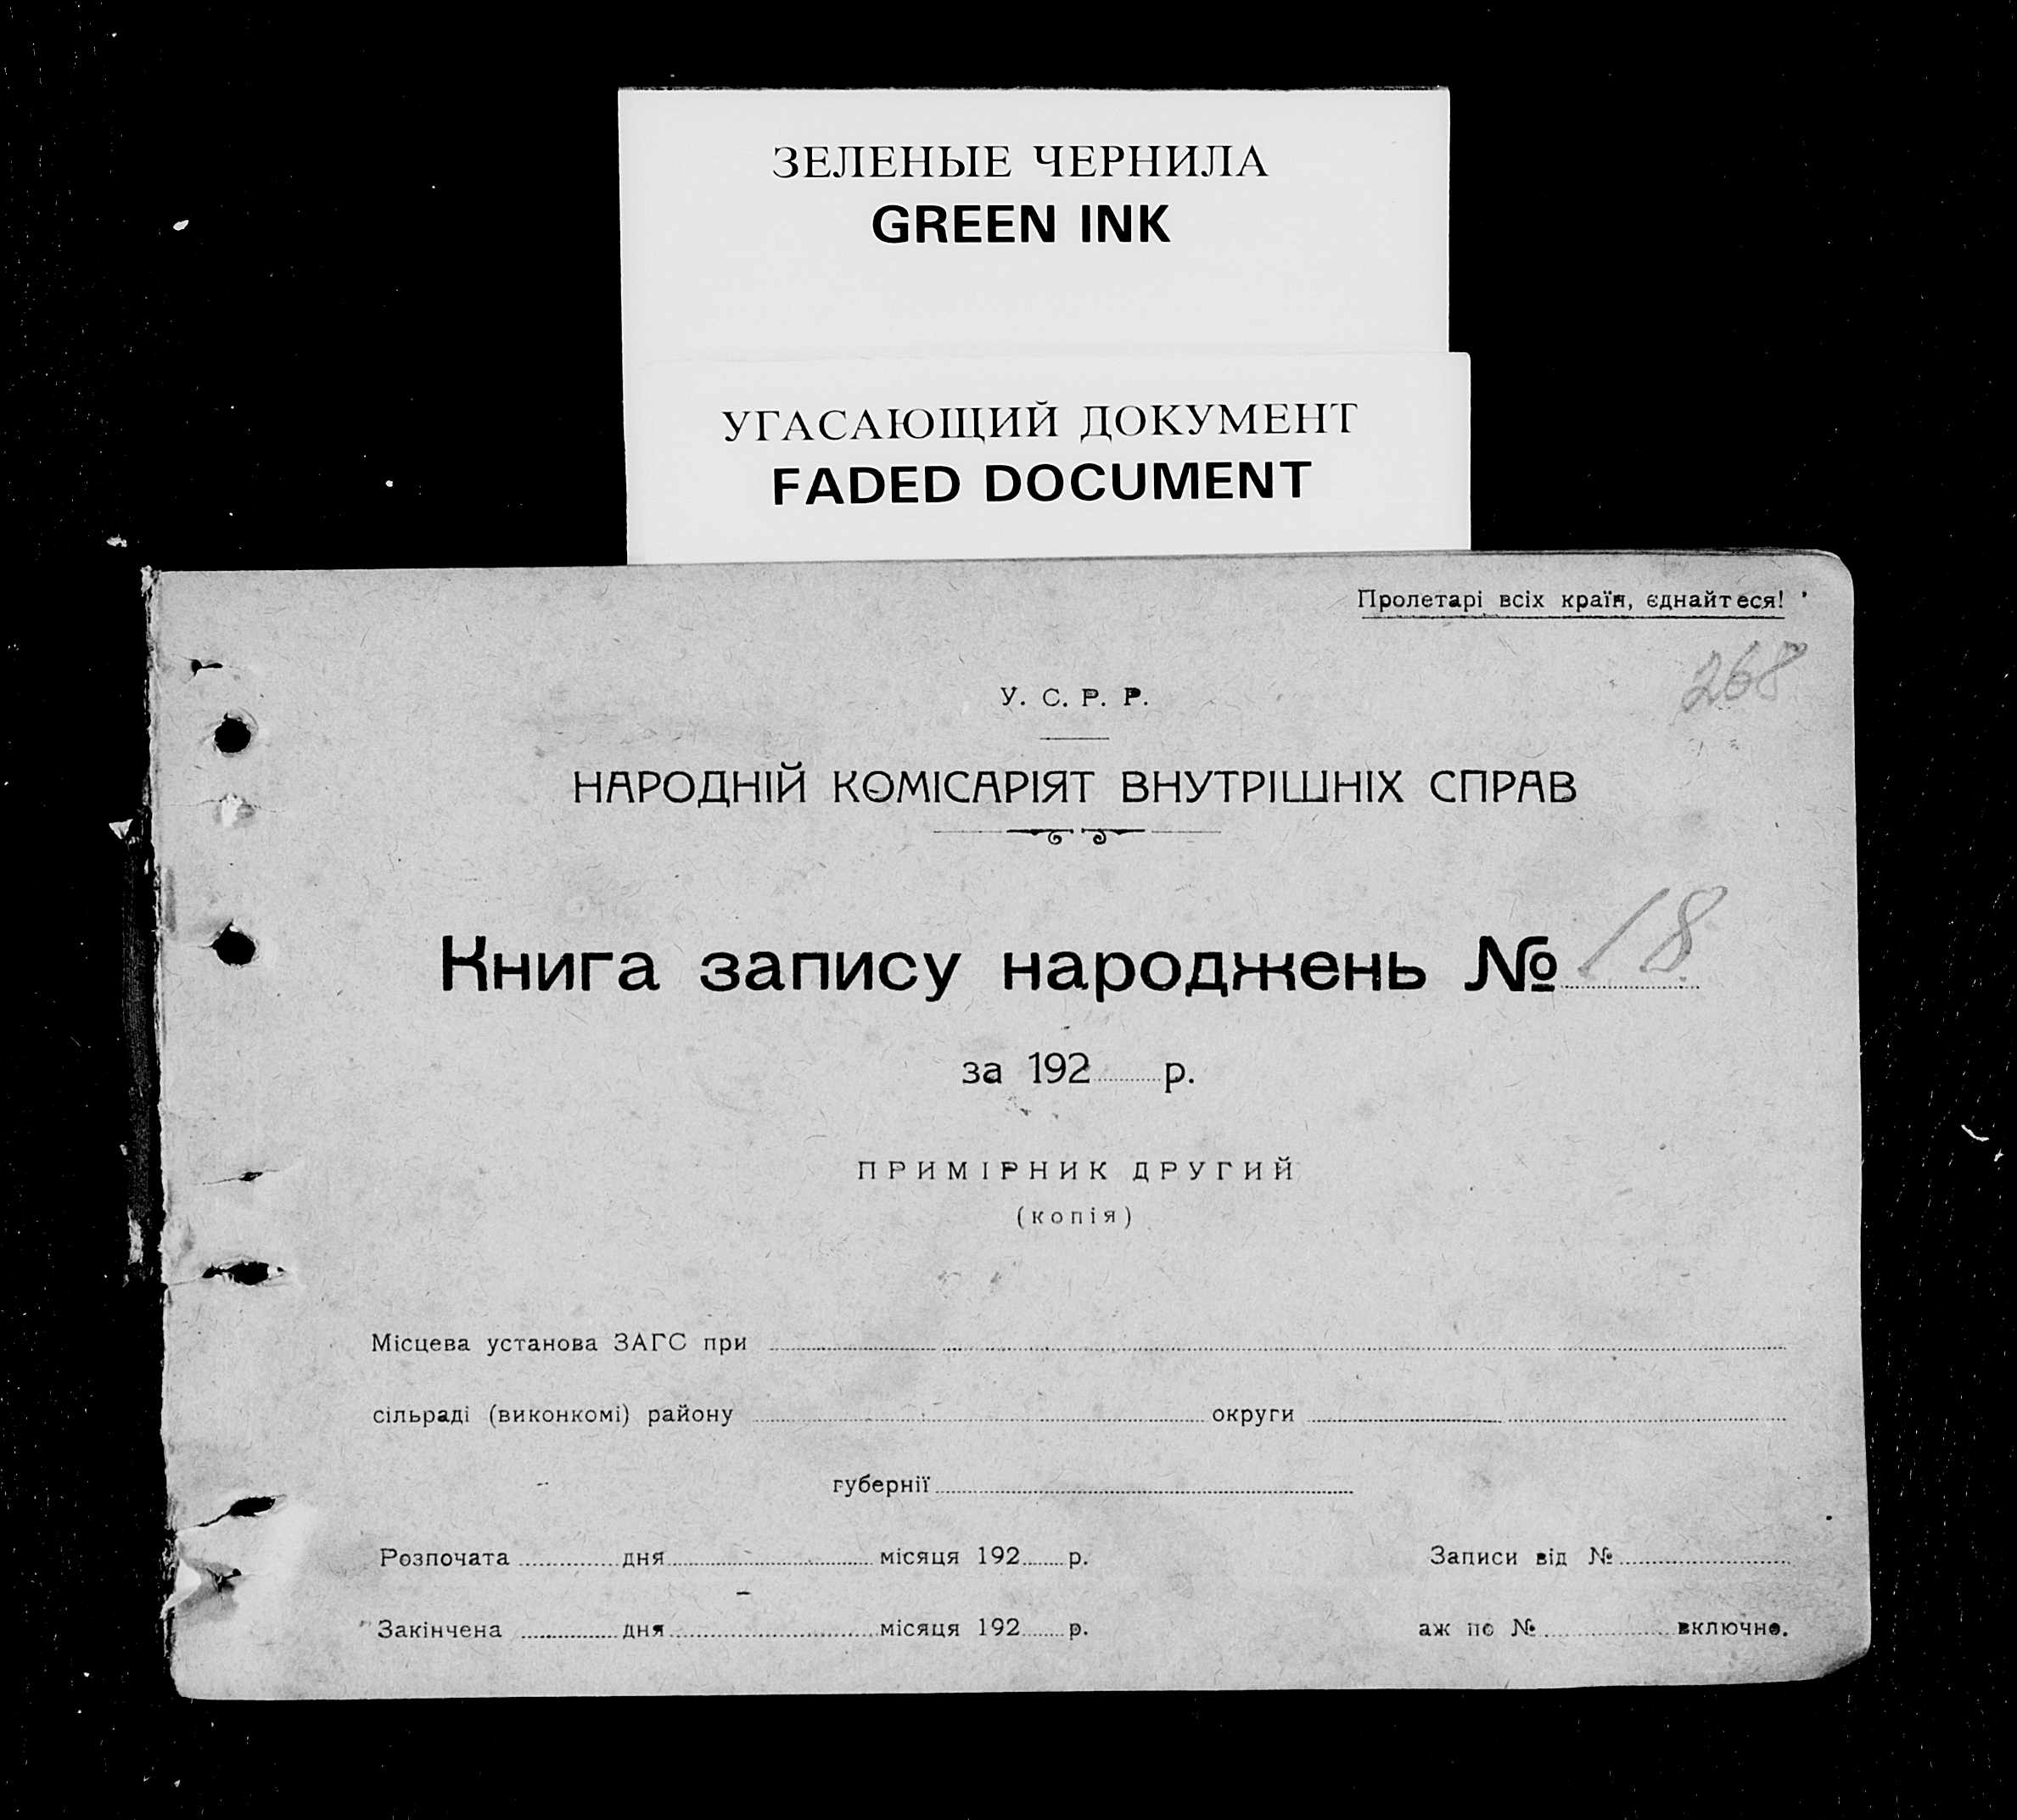 ЗЕЛЕНЫЕ ЧЕРНИЛА
GREEN INK
УГАСАЮЩИЙ ДОКУМЕНТ
FADED DOCUMENT
Пролетарі всіх країн, єднайтеся!
268
У. С. Р. Р.
НАРОДНІЙ КОМІСАРІЯТ ВНУТРІШНІХ СПРАВ
Книга запису народжень № 18
за 192 р.
ПРИМІРНИК ДРУГИЙ
(копія)
Місцева установа ЗАГС при
сільраді (виконкомі) району округи
губернії
Розпочата дня місяця 192 р. Записи від №
Закінчена дня місяця 192 р. аж по № включно.